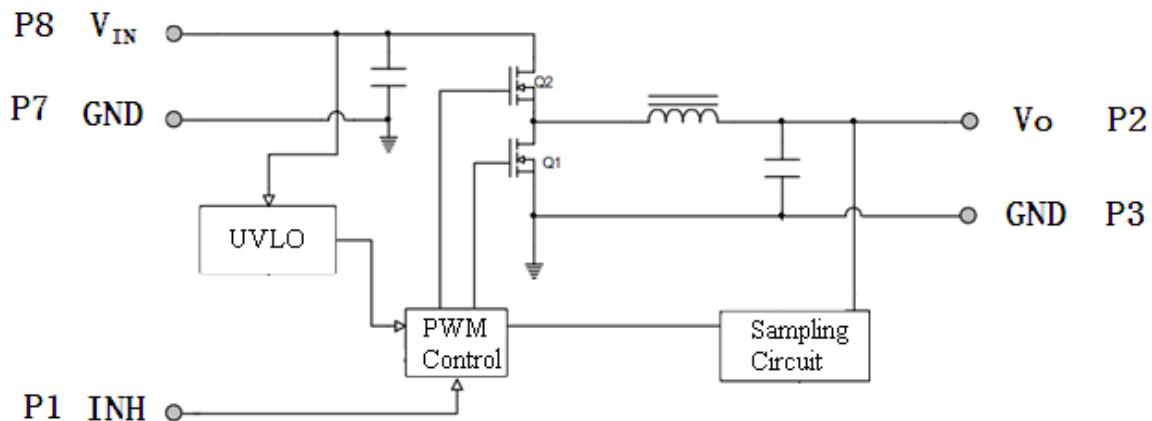 P8 VIN
Q2
P7 GND
Vo P2
Q1
GND P3
UVLO
PWM
Control
Sampling
Circuit
P1 INH